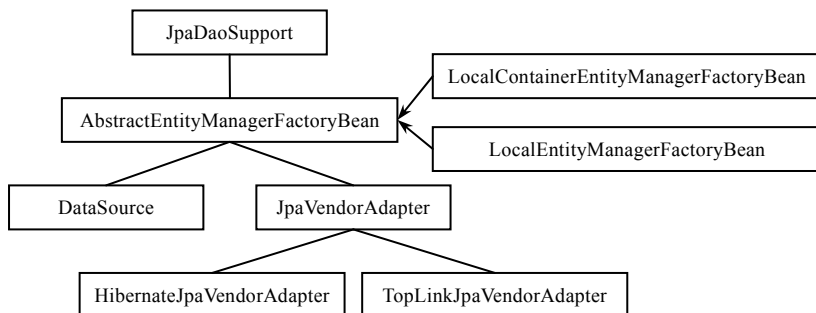 JpaDaoSupport
LocalContainerEntityManagerFactoryBean
AbstractEntityManagerFactoryBean
LocalEntityManagerFactoryBean
DataSource
JpaVendorAdapter
HibernateJpaVendorAdapter
TopLinkJpaVendorAdapter